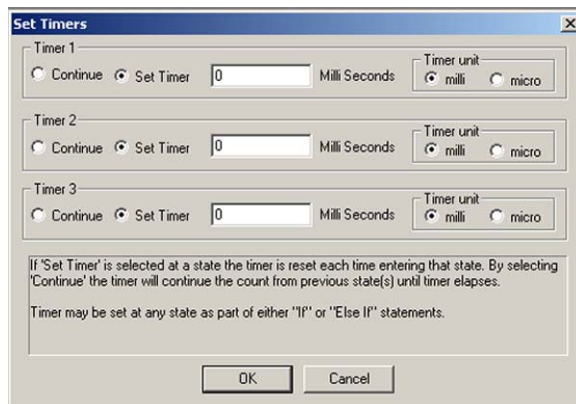 Set Timers
Timer 1
Continue Set Timer 0 Milli Seconds
Timer unit
milli micro
Timer 2
Continue Set Timer 0 Milli Seconds
Timer unit
milli micro
Timer 3
Continue Set Timer 0 Milli Seconds
Timer unit
milli micro
If 'Set Timer' is selected at a state the timer is reset each time entering that state. By selecting
'Continue' the timer will continue the count from previous state(s) until timer elapses.
Timer may be set at any state as part of either "If" or "Else If" statements.
OK Cancel